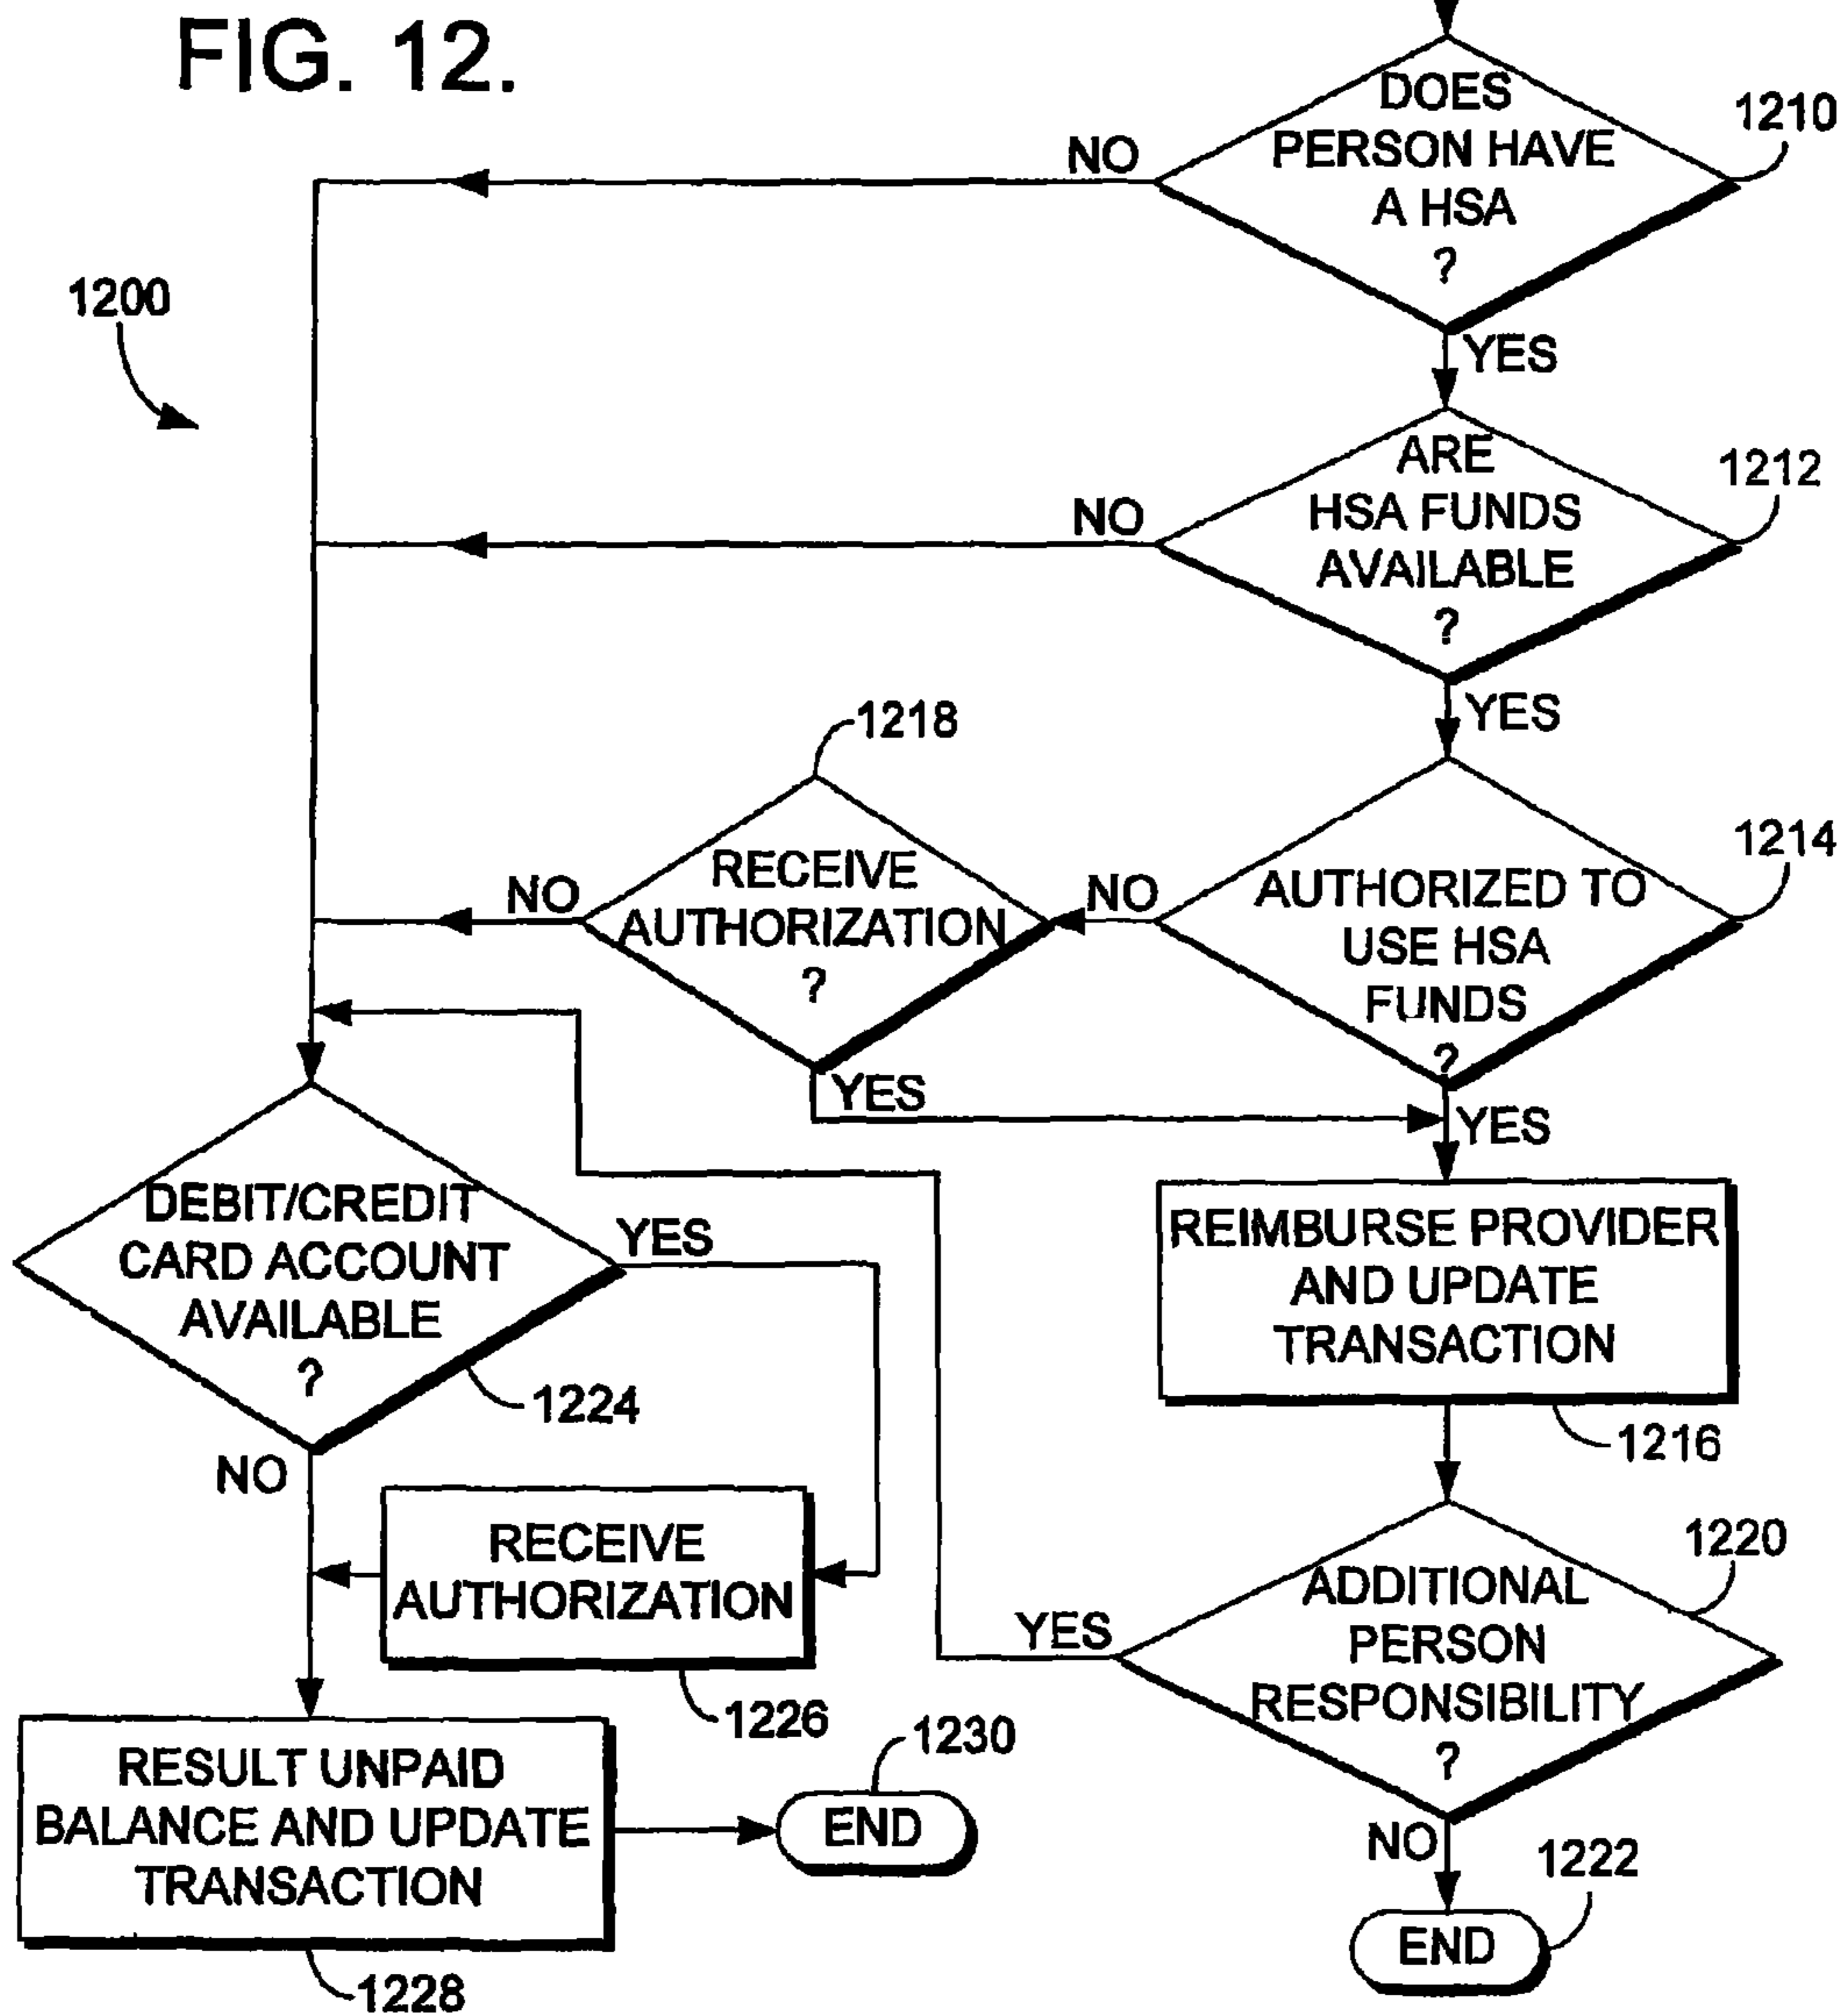 FIG. 12.
DOES
PERSON HAVE
A HSA
?
1210
NO
YES
1200
ARE
HSA FUNDS
AVAILABLE
?
1212
NO
YES
1218
RECEIVE
AUTHORIZATION
?
NO
YES
AUTHORIZED TO
USE HSA
FUNDS
?
1214
NO
YES
DEBIT/CREDIT
CARD ACCOUNT
AVAILABLE
?
1224
YES
NO
REIMBURSE PROVIDER
AND UPDATE
TRANSACTION
1216
RECEIVE
AUTHORIZATION
1226
ADDITIONAL
PERSON
RESPONSIBILITY
?
1220
YES
NO
RESULT UNPAID
BALANCE AND UPDATE
TRANSACTION
1228
END
1230
END
1222